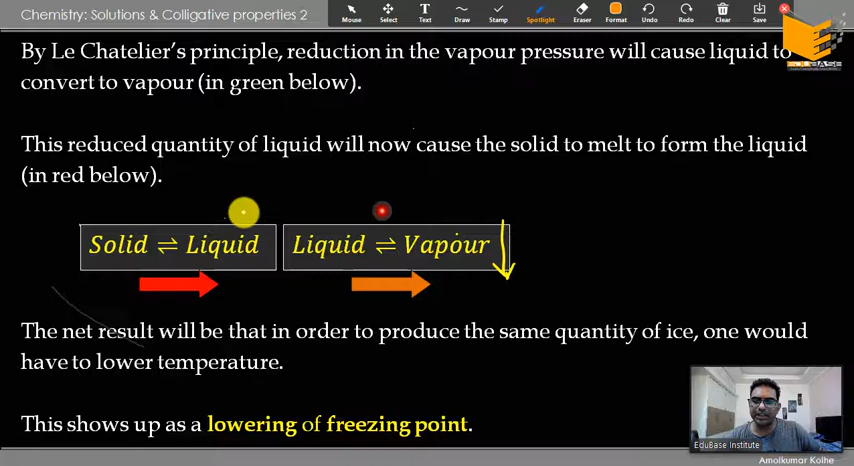 Chemistry: Solutions & Colligative properties 2
Mouse Select Text Draw Stamp Spotlight Eraser Format Undo Redo Clear Save
By Le Chatelier's principle, reduction in the vapour pressure will cause liquid to
convert to vapour (in green below).
EDUBASE
This reduced quantity of liquid will now cause the solid to melt to form the liquid
(in red below).
Solid ⇌ Liquid Liquid ⇌ Vapour
The net result will be that in order to produce the same quantity of ice, one would
have to lower temperature.
This shows up as a lowering of freezing point.
EduBase Institute
Amolkumar Kolhe